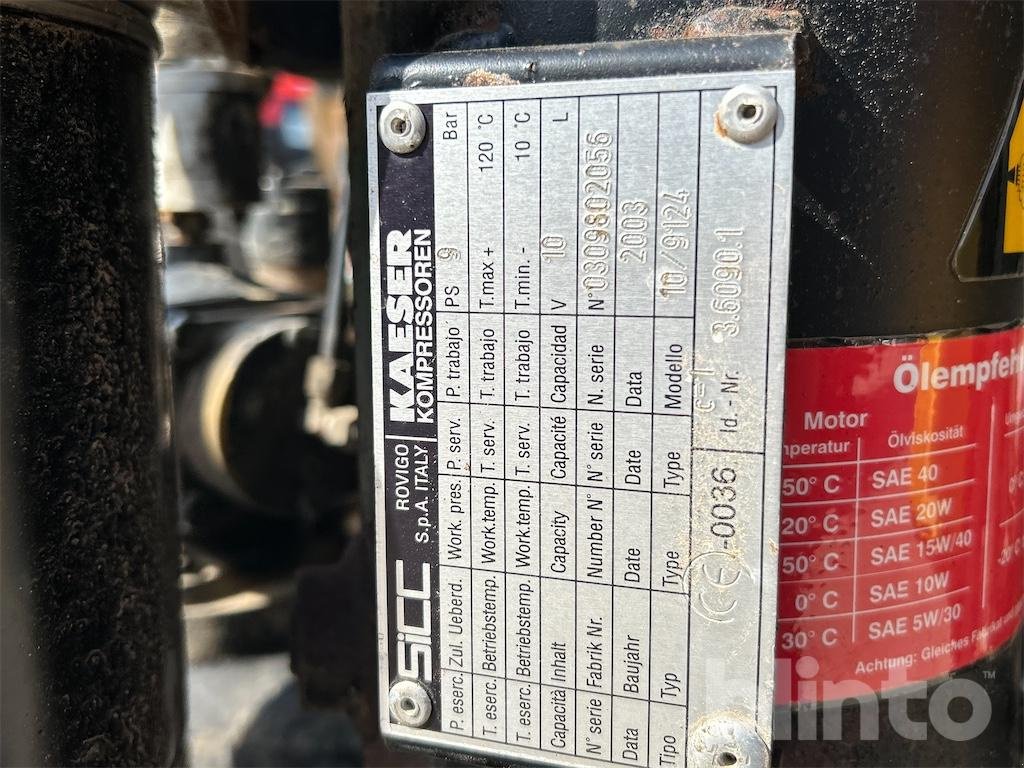 SICC ROVIGO S.p.A. ITALY KAESER KOMPRESSOREN
P. eserc. Zul. Ueberd. Work. pres. P. serv. P. trabajo PS 9 Bar
T. eserc. Betriebstemp. Work.temp. T. serv. T. trabajo T.max + 120 °C
T. eserc. Betriebstemp. Work.temp. T. serv. T. trabajo T.min. - 10 °C
Capacità Inhalt Capacity Capacité Capacidad V 10 L
N° serie Fabrik Nr. Number N° N° serie N. serie N° 0309802056
Data Baujahr Date Date Data 2003
Tipo Typ Type Type Modello 10/9124
CE-0036 Id.-Nr. c=1 3.6090.1
Ölempfehl
Motor
Ölviskosität
50° C SAE 40
20° C SAE 20W
50° C SAE 15W/40
0° C SAE 10W
30° C SAE 5W/30
Achtung: Gleiches
blinto™